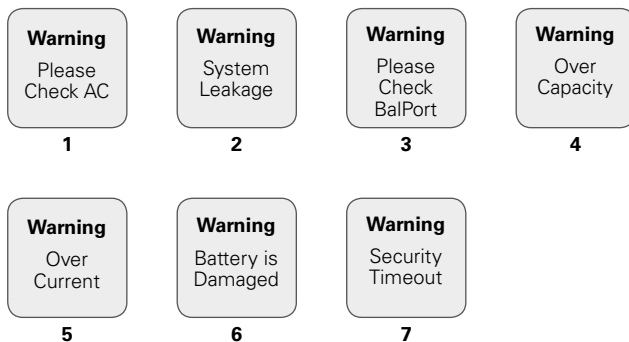 Warning
Please
Check AC
1
Warning
System
Leakage
2
Warning
Please
Check
BalPort
3
Warning
Over
Capacity
4
Warning
Over
Current
5
Warning
Battery is
Damaged
6
Warning
Security
Timeout
7